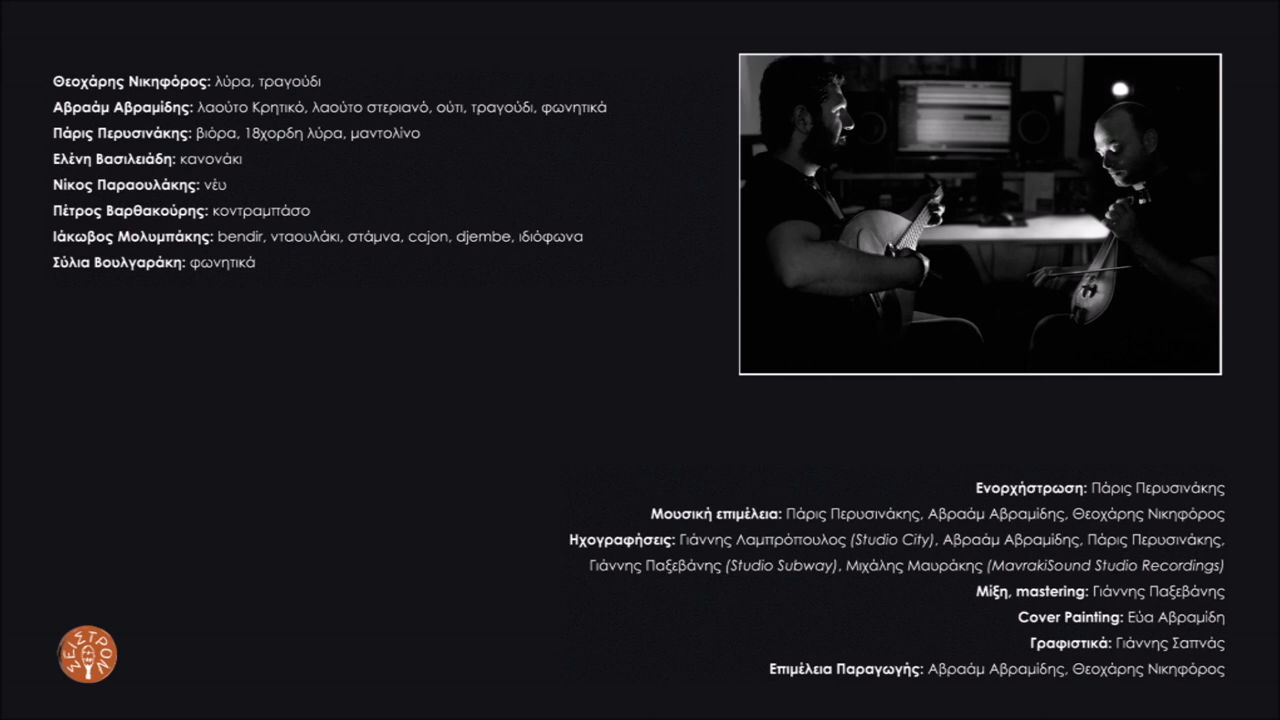 Θεοχάρης Νικηφόρος: λύρα, τραγούδι
Αβραάμ Αβραμίδης: λαούτο Κρητικό, λαούτο στεριανό, ούτι, τραγούδι, φωνητικά
Πάρις Περυσινάκης: βιόρα, 18χορδη λύρα, μαντολίνο
Ελένη Βασιλειάδη: κανονάκι
Νίκος Παραουλάκης: νέυ
Πέτρος Βαρθακούρης: κοντραμπάσο
Ιάκωβος Μολυμπάκης: bendir, νταουλάκι, στάμνα, cajon, djembe, ιδιόφωνα
Σύλια Βουλγαράκη: φωνητικά
Ενορχήστρωση: Πάρις Περυσινάκης
Μουσική επιμέλεια: Πάρις Περυσινάκης, Αβραάμ Αβραμίδης, Θεοχάρης Νικηφόρος
Ηχογραφήσεις: Γιάννης Λαμπρόπουλος (Studio City), Αβραάμ Αβραμίδης, Πάρις Περυσινάκης,
Γιάννης Παξεβάνης (Studio Subway), Μιχάλης Μαυράκης (MavrakiSound Studio Recordings)
Μίξη, mastering: Γιάννης Παξεβάνης
Cover Painting: Εύα Αβραμίδη
Γραφιστικά: Γιάννης Σαπνάς
Επιμέλεια Παραγωγής: Αβραάμ Αβραμίδης, Θεοχάρης Νικηφόρος
ΣΕΙΣΤΡΟΝ